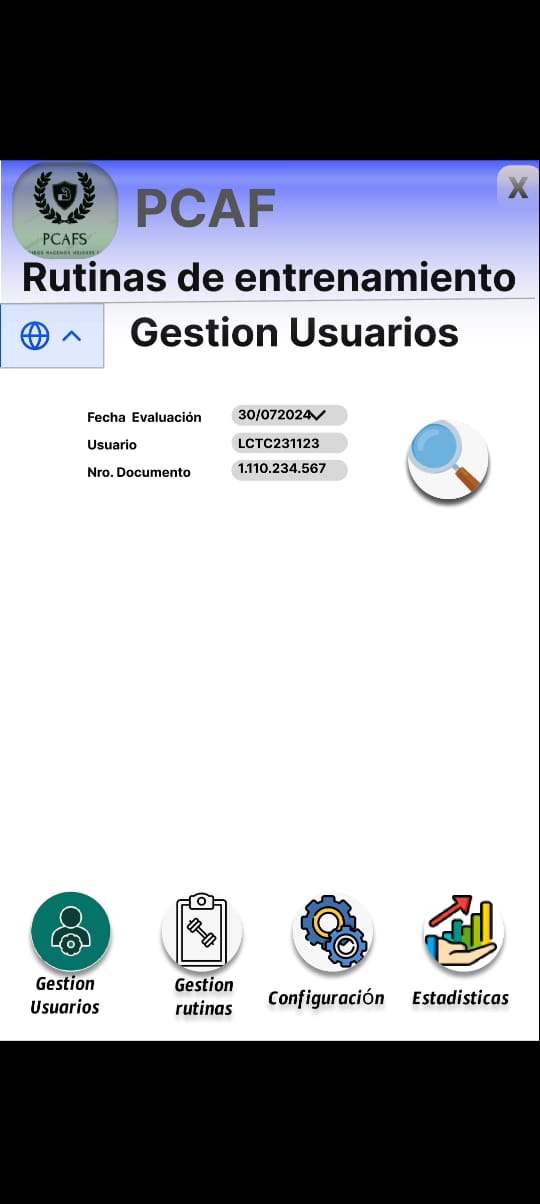 PCAF
X
PCAFS
Rutinas de entrenamiento
Gestion Usuarios
Fecha Evaluación 30/072024
Usuario LCTC231123
Nro. Documento 1.110.234.567
Gestion
Usuarios
Gestion
rutinas
Configuración
Estadisticas